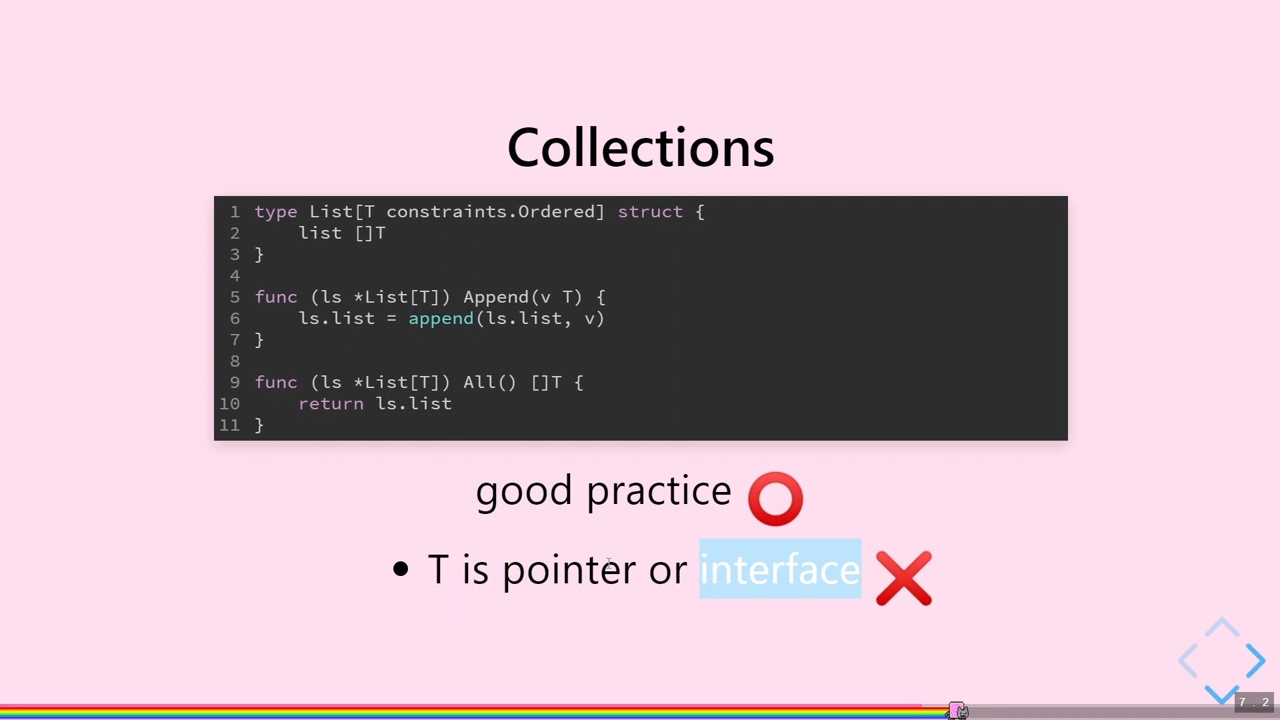 Collections
1 type List[T constraints.Ordered] struct {
2     list []T
3 }
4
5 func (ls *List[T]) Append(v T) {
6     ls.list = append(ls.list, v)
7 }
8
9 func (ls *List[T]) All() []T {
10     return ls.list
11 }
good practice ⭕
• T is pointer or interface ❌
7 . 2